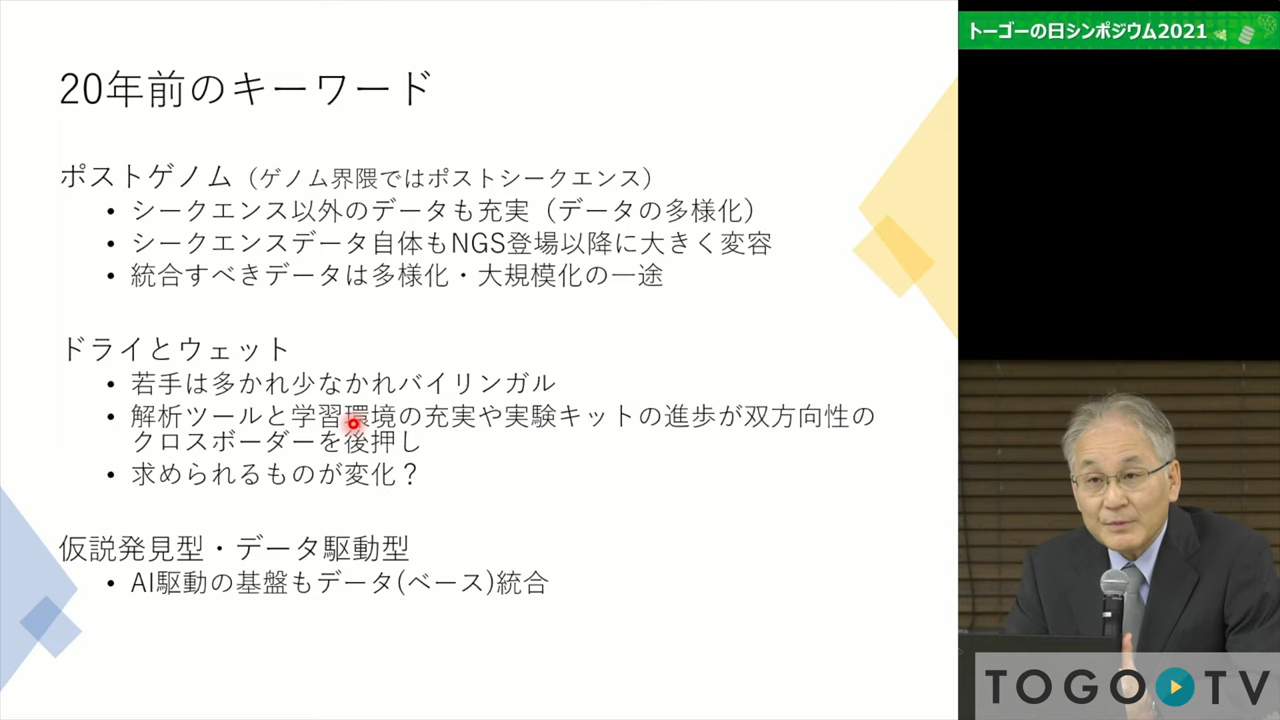 20年前のキーワード
ポストゲノム（ゲノム界隈ではポストシークエンス）
• シークエンス以外のデータも充実（データの多様化）
• シークエンスデータ自体もNGS登場以降に大きく変容
• 統合すべきデータは多様化・大規模化の一途
ドライとウェット
• 若手は多かれ少なかれバイリンガル
• 解析ツールと学習環境の充実や実験キットの進歩が双方向性の
クロスボーダーを後押し
• 求められるものが変化？
仮説発見型・データ駆動型
• AI駆動の基盤もデータ(ベース)統合
トーゴーの日シンポジウム2021
TOGO TV